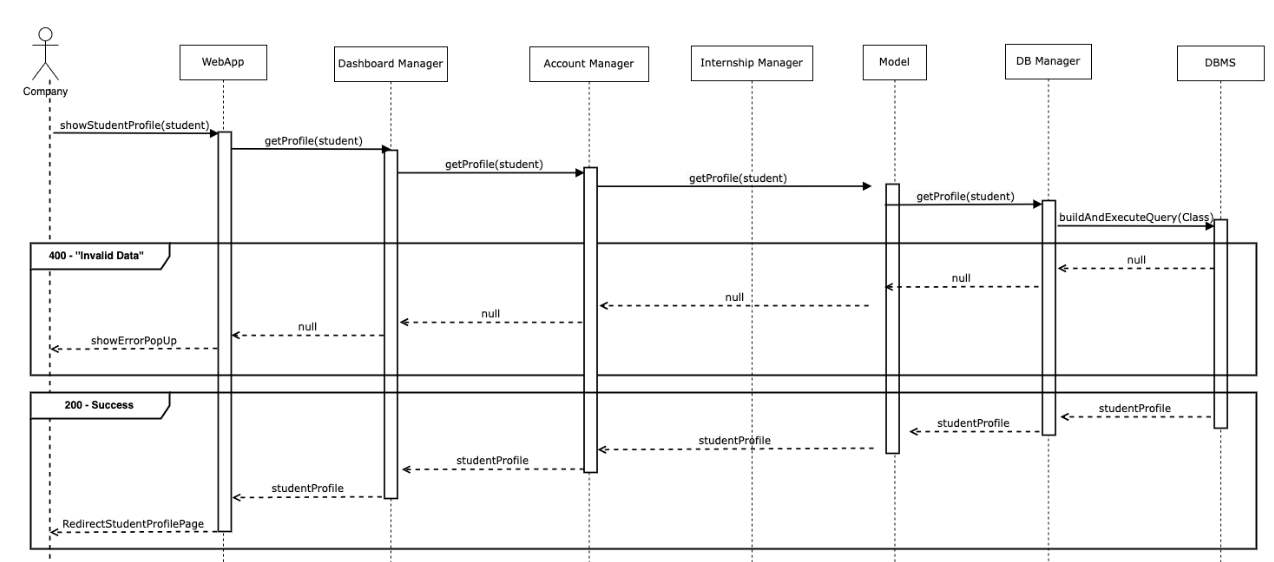 WebApp
Dashboard Manager
Account Manager
Internship Manager
Model
DB Manager
DBMS
Company
showStudentProfile(student)
getProfile(student)
getProfile(student)
getProfile(student)
getProfile(student)
buildAndExecuteQuery(Class)
400 - "Invalid Data"
null
null
null
null
null
showErrorPopUp
200 - Success
studentProfile
studentProfile
studentProfile
studentProfile
studentProfile
RedirectStudentProfilePage